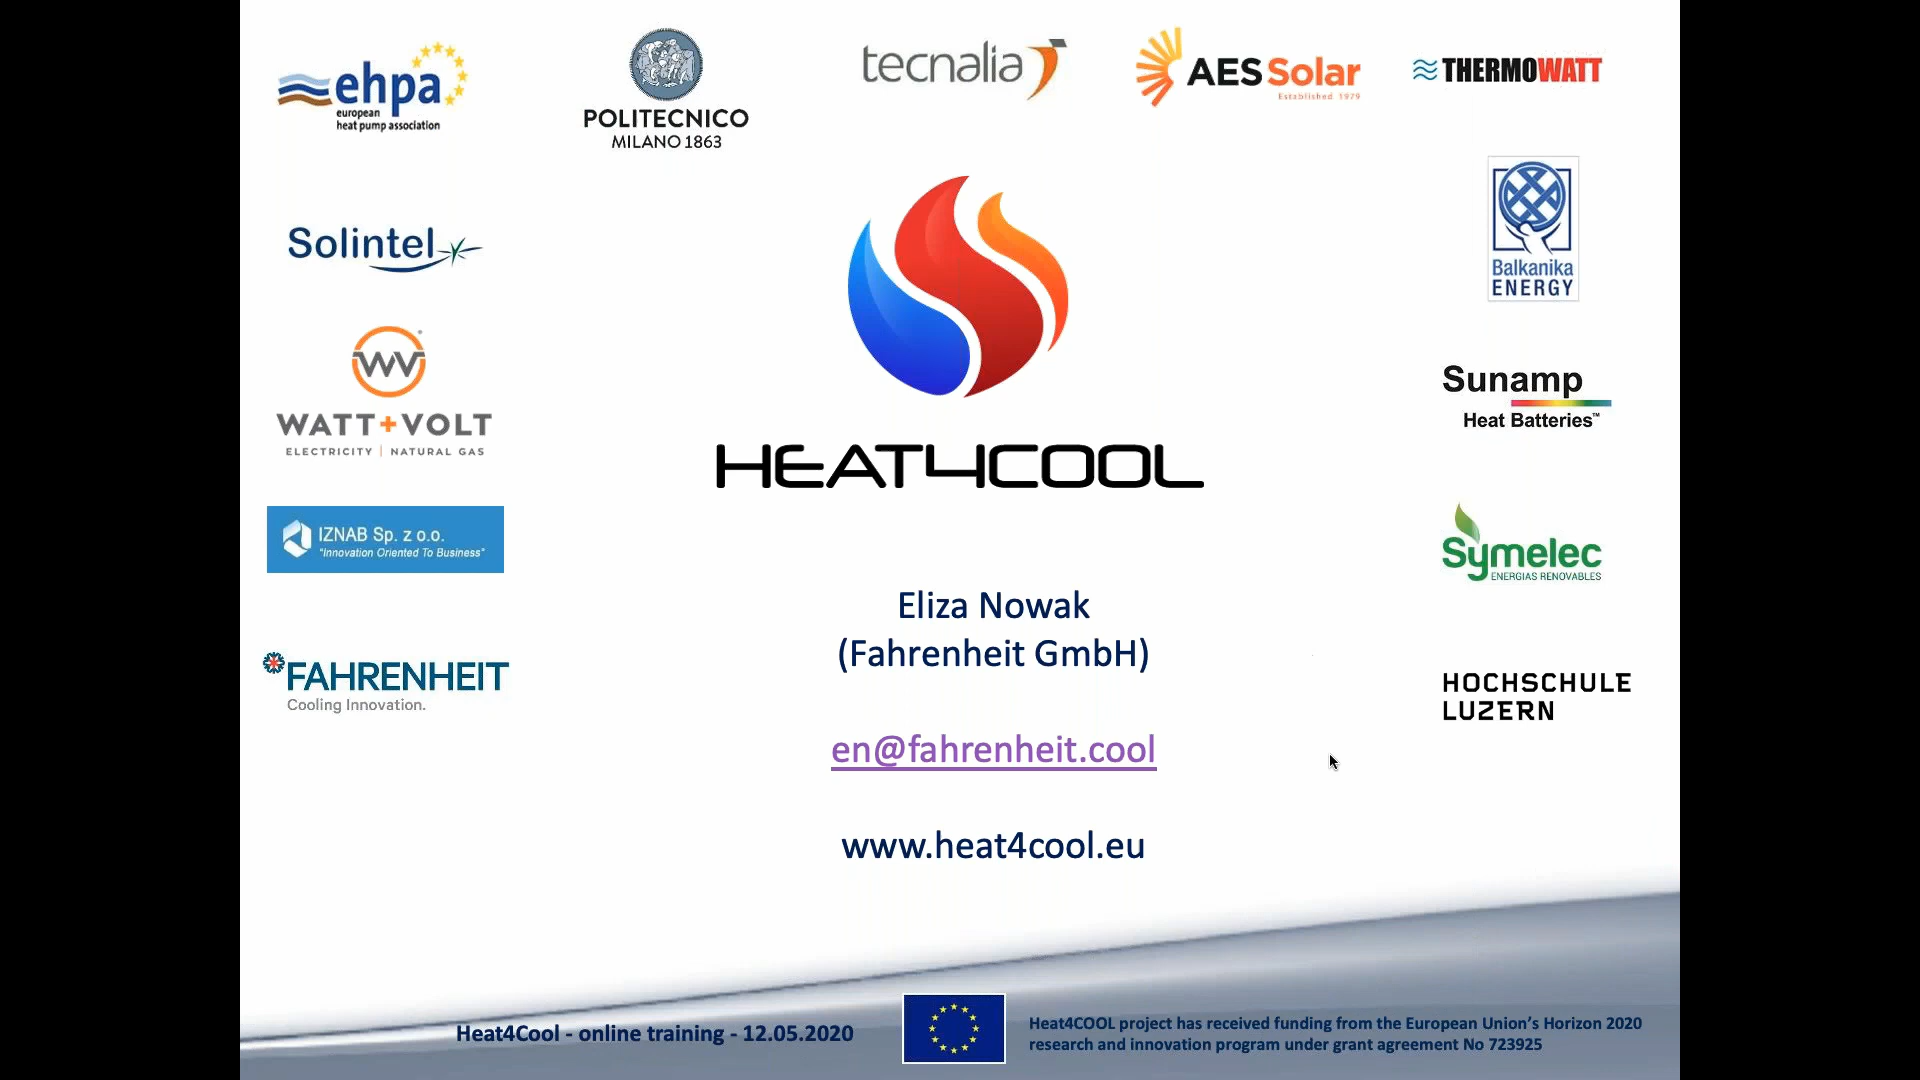 ehpa
european
heat pump association
POLITECNICO
MILANO 1863
tecnalia
AES Solar
Established 1979
THERMOWATT
Solintel
Balkanika
ENERGY
WATT+VOLT
ELECTRICITY | NATURAL GAS
Sunamp
Heat Batteries™
HEAT4COOL
IZNAB Sp. z o.o.
"Innovation Oriented To Business"
Symelec
ENERGIAS RENOVABLES
Eliza Nowak
(Fahrenheit GmbH)
FAHRENHEIT
Cooling Innovation.
HOCHSCHULE
LUZERN
en@fahrenheit.cool
www.heat4cool.eu
Heat4Cool - online training - 12.05.2020
Heat4COOL project has received funding from the European Union's Horizon 2020
research and innovation program under grant agreement No 723925